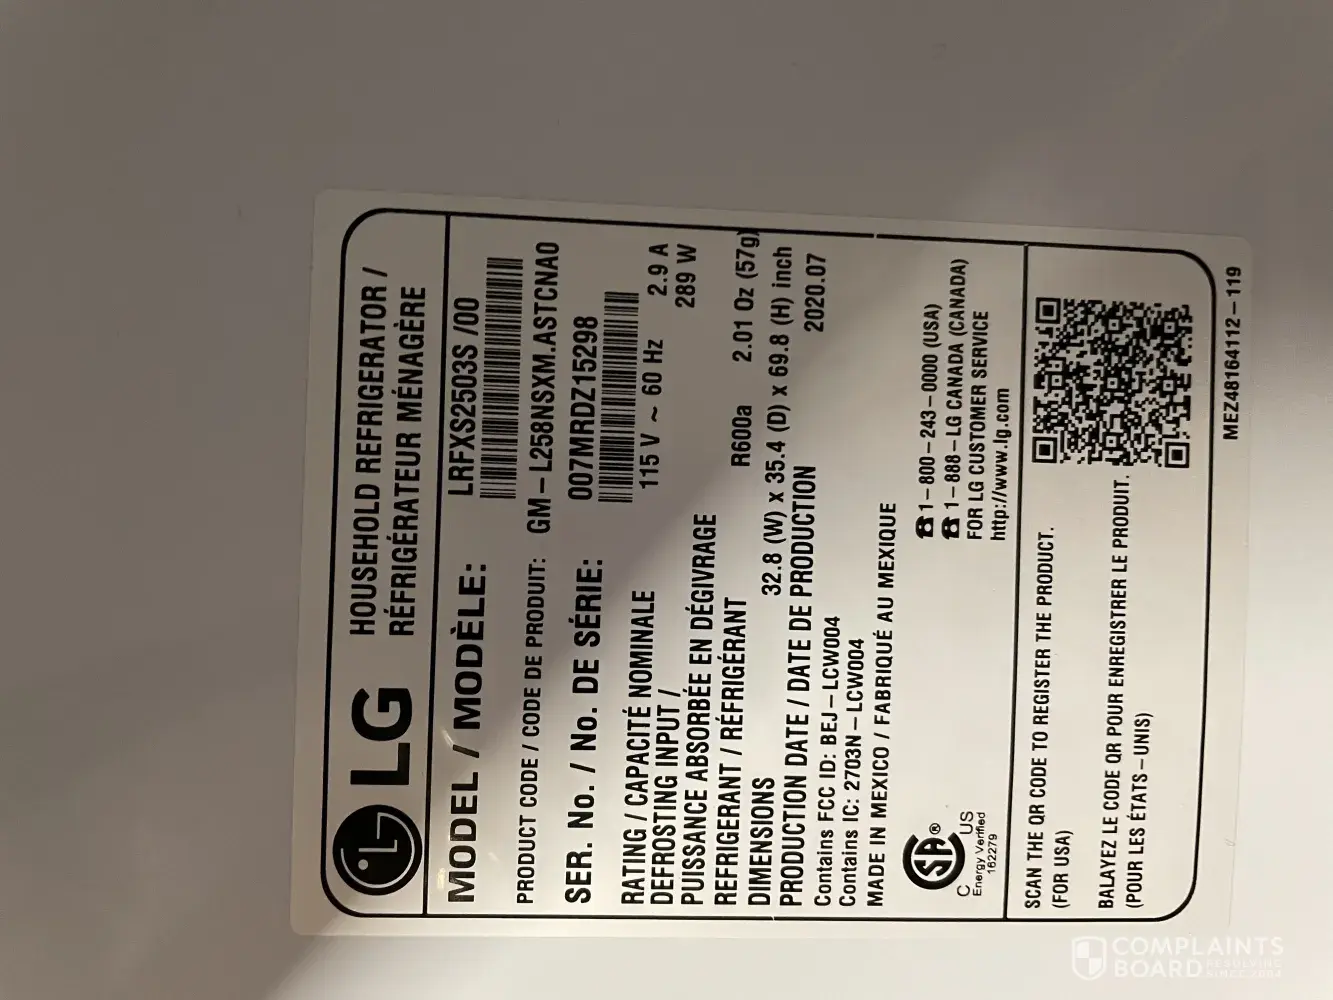 LG
HOUSEHOLD REFRIGERATOR /
RÉFRIGÉRATEUR MÉNAGÈRE
MODEL / MODÈLE: LRFXS2503S /00
PRODUCT CODE / CODE DE PRODUIT: GM-L258NSXM.ASTCNA0
SER. No. / No. DE SÉRIE: 007MRDZ15298
RATING / CAPACITÉ NOMINALE 115 V ~ 60 Hz 2.9 A
DEFROSTING INPUT / 289 W
PUISSANCE ABSORBÉE EN DÉGIVRAGE
REFRIGERANT / RÉFRIGÉRANT R600a 2.01 Oz (57g)
DIMENSIONS 32.8 (W) x 35.4 (D) x 69.8 (H) inch
PRODUCTION DATE / DATE DE PRODUCTION 2020.07
Contains FCC ID: BEJ-LCW004
Contains IC: 2703N-LCW004
MADE IN MEXICO / FABRIQUÉ AU MEXIQUE
☎1-800-243-0000 (USA)
☎1-888-LG CANADA (CANADA)
FOR LG CUSTOMER SERVICE
http://www.lg.com
SA®
C US
Energy Verified
162279
SCAN THE QR CODE TO REGISTER THE PRODUCT.
(FOR USA)
BALAYEZ LE CODE QR POUR ENREGISTRER LE PRODUIT.
(POUR LES ÉTATS-UNIS)
MEZ48164112-119
COMPLAINTS
BOARD RESOLVING
SINCE 2004